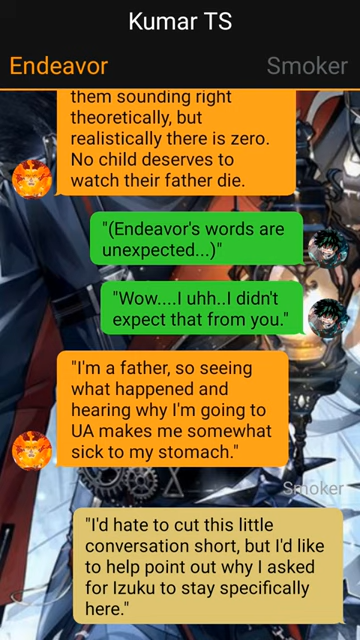 Kumar TS
Endeavor
Smoker
them sounding right
theoretically, but
realistically there is zero.
No child deserves to
watch their father die.
"(Endeavor's words are
unexpected...)"
"Wow....I uhh..I didn't
expect that from you."
"I'm a father, so seeing
what happened and
hearing why I'm going to
UA makes me somewhat
sick to my stomach."
Smoker
"I'd hate to cut this little
conversation short, but I'd like
to help point out why I asked
for Izuku to stay specifically
here."